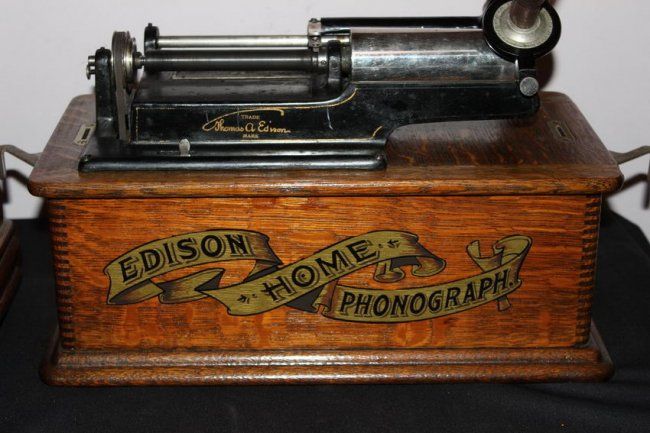 TRADE
Thomas A Edison
MARK
EDISON
HOME
PHONOGRAPH.